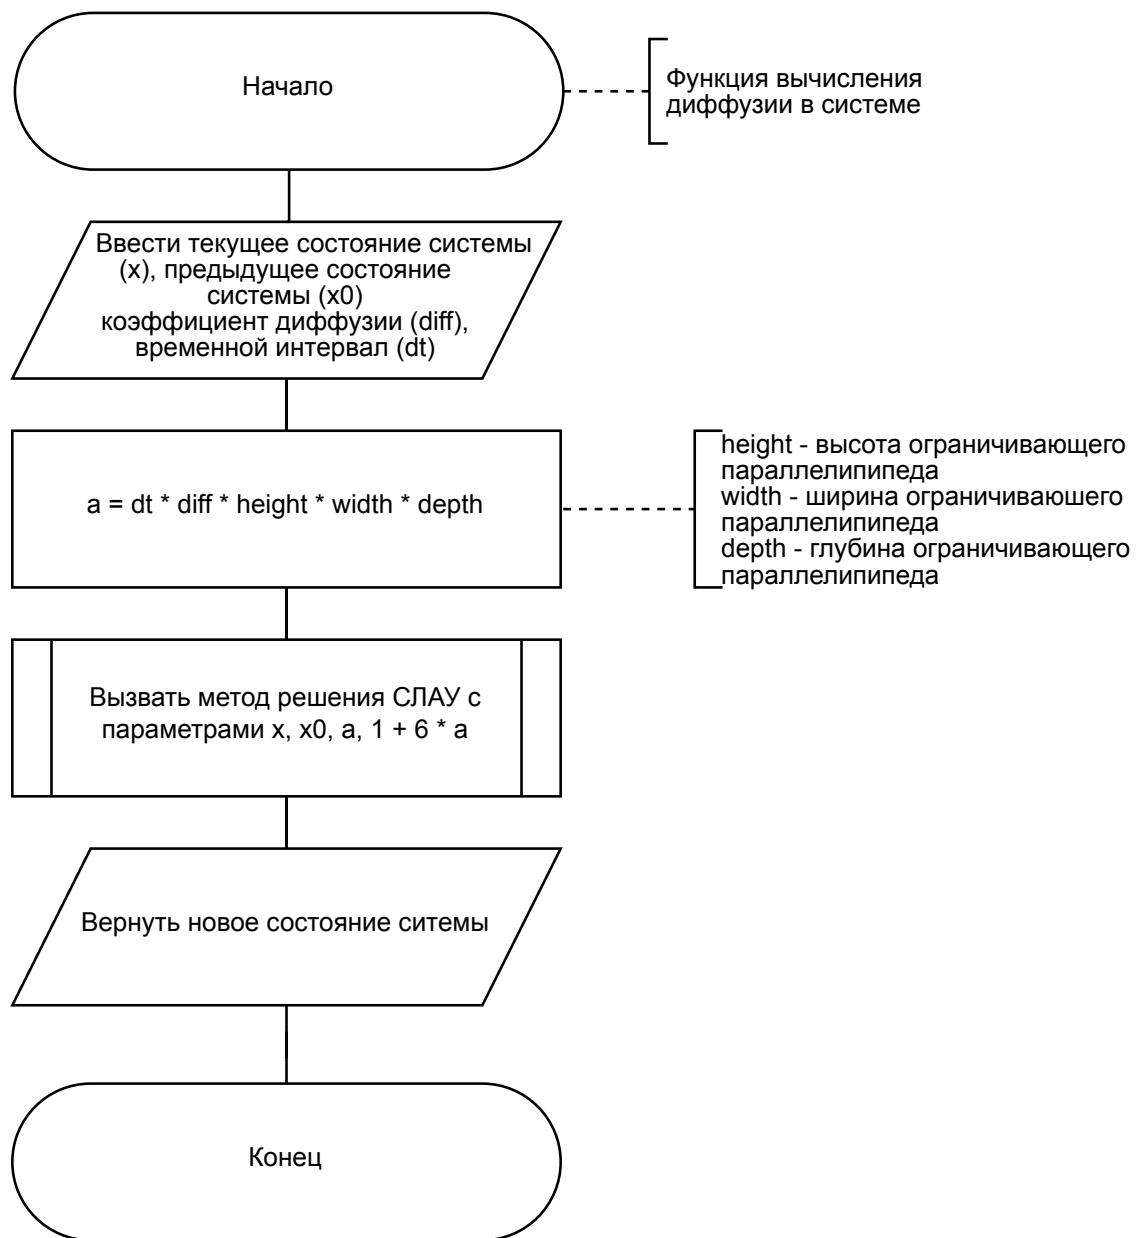 Начало
Функция вычисления
диффузии в системе
Ввести текущее состояние системы
(x), предыдущее состояние
системы (x0)
коэффициент диффузии (diff),
временной интервал (dt)
a = dt * diff * height * width * depth
height - высота ограничивающего
параллелипипеда
width - ширина ограничиваюшего
параллелипипеда
depth - глубина ограничивающего
параллелипипеда
Вызвать метод решения СЛАУ с
параметрами x, x0, a, 1 + 6 * a
Вернуть новое состояние ситемы
Конец